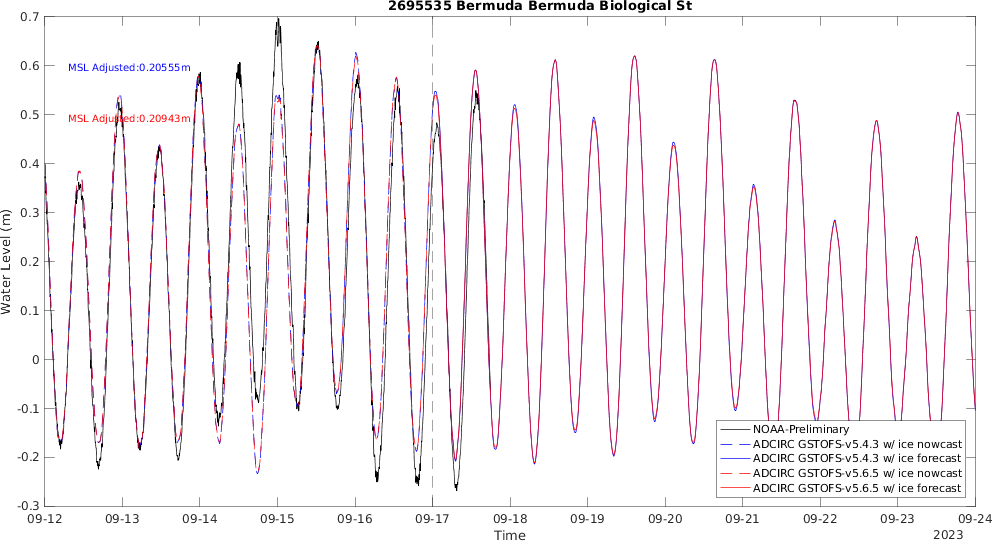 2695535 Bermuda Bermuda Biological St
0.7
0.6
0.5
0.4
0.3
0.2
0.1
0
-0.1
-0.2
-0.3
Water Level (m)
MSL Adjusted:0.20555m
MSL Adjusted:0.20943m
NOAA-Preliminary
ADCIRC GSTOFS-v5.4.3 w/ ice nowcast
ADCIRC GSTOFS-v5.4.3 w/ ice forecast
ADCIRC GSTOFS-v5.6.5 w/ ice nowcast
ADCIRC GSTOFS-v5.6.5 w/ ice forecast
09-12 09-13 09-14 09-15 09-16 09-17 09-18 09-19 09-20 09-21 09-22 09-23 09-24
Time
2023